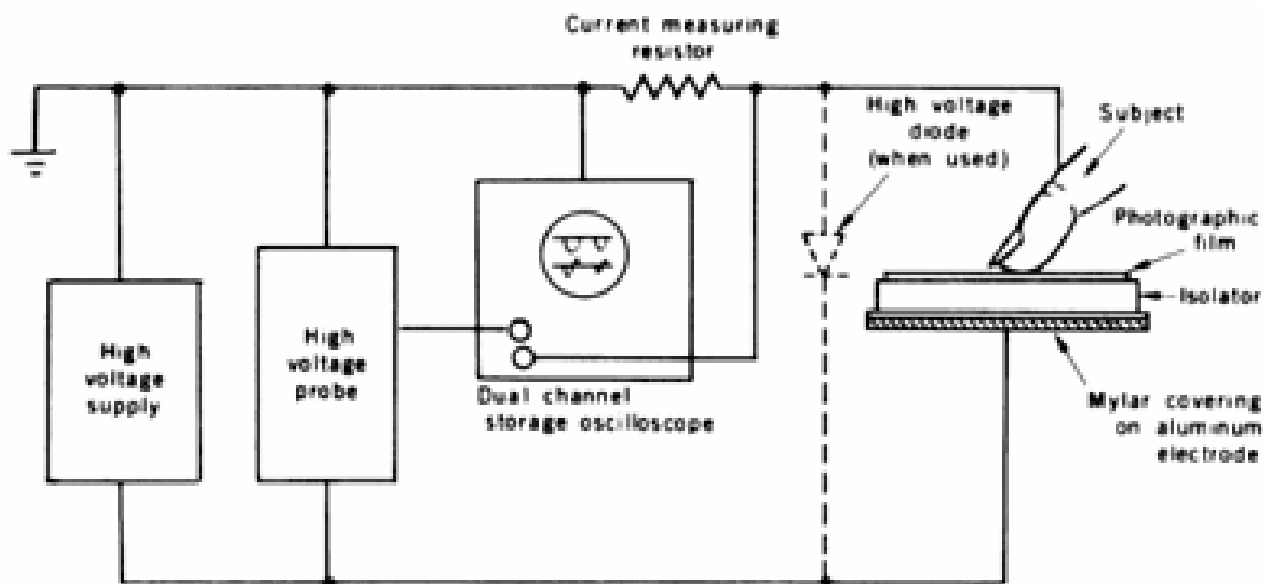 Current measuring
resistor
High voltage
diode
(when used)
Subject
Photographic
film
Isolator
High
voltage
supply
High
voltage
probe
Dual channel
storage oscilloscope
Mylar covering
on aluminum
electrode